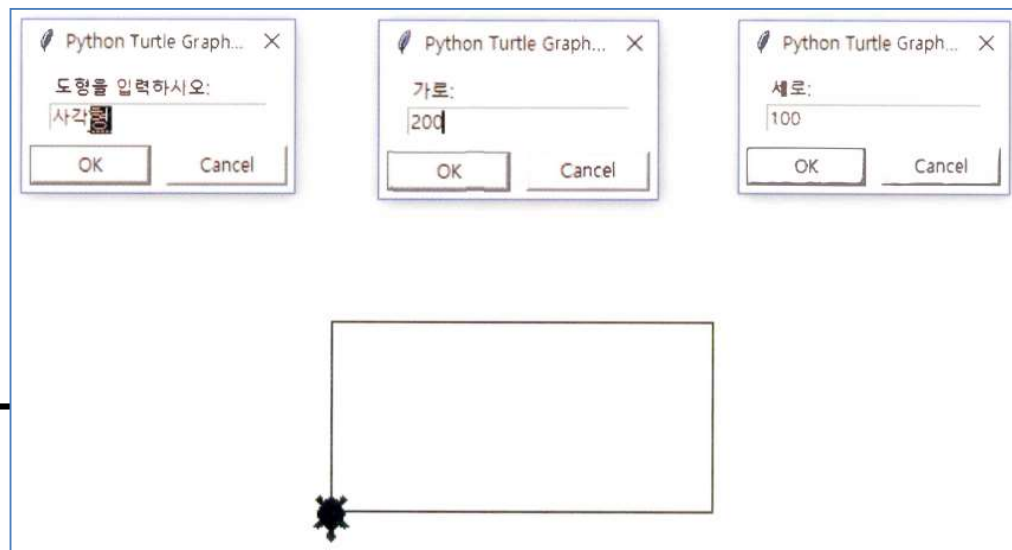 Python Turtle Graph...
도형을 입력하시오:
사각형
OK Cancel
Python Turtle Graph...
가로:
200
OK Cancel
Python Turtle Graph...
세로:
100
OK Cancel